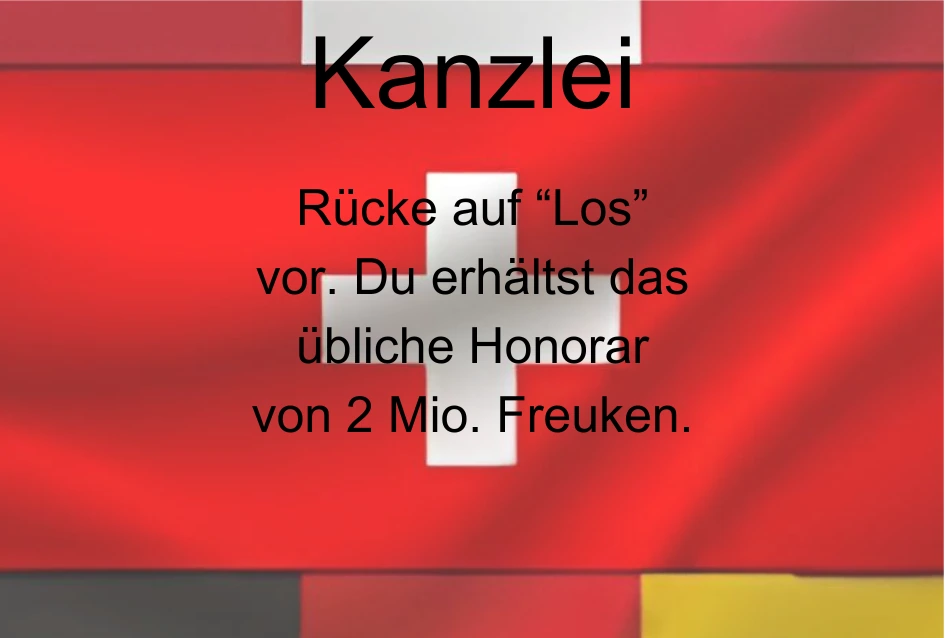 Kanzlei
Rücke auf “Los”
vor. Du erhältst das
übliche Honorar
von 2 Mio. Freuken.